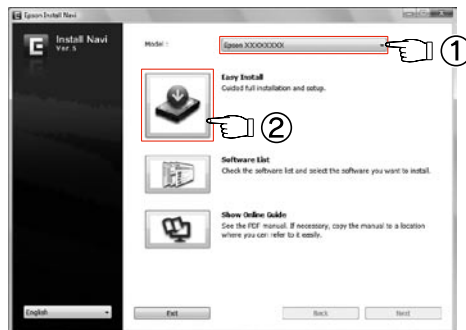 Epson Install Navi
E Install Navi
Ver.5
Model :
Epson XXXXXXXX
①
Easy Install
Guided full installation and setup.
②
Software List
Check the software list and select the software you want to install.
Show Online Guide
See the PDF manual. If necessary, copy the manual to a location
where you can refer to it easily.
English
Exit
Back
Next